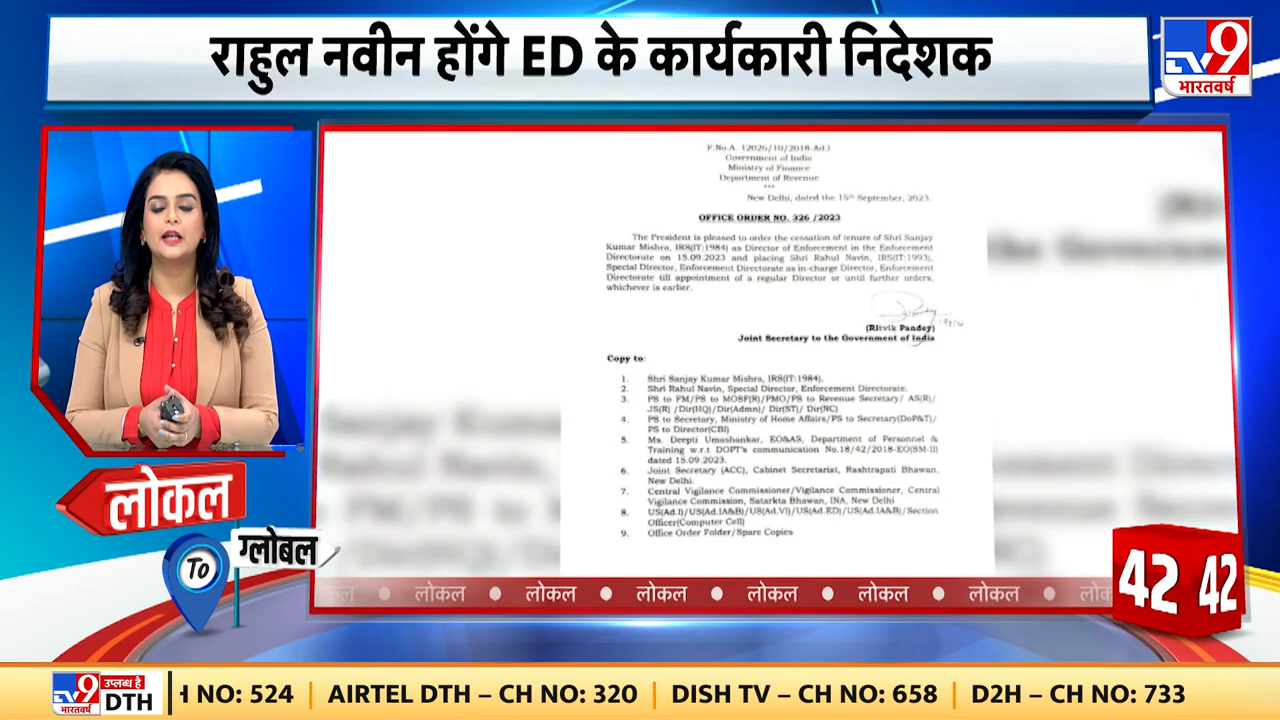 राहुल नवीन होंगे ED के कार्यकारी निदेशक
TV9
भारतवर्ष
F.No.A. 12026/10/2018-Ad.I
Government of India
Ministry of Finance
Department of Revenue
***
New Delhi, dated the 15th September, 2023.
OFFICE ORDER NO. 326 /2023
The President is pleased to order the cessation of tenure of Shri Sanjay
Kumar Mishra, IRS(IT:1984) as Director of Enforcement in the Enforcement
Directorate on 15.09.2023 and placing Shri Rahul Navin, IRS(IT:1993),
Special Director, Enforcement Directorate as in-charge Director, Enforcement
Directorate till appointment of a regular Director or until further orders,
whichever is earlier.
(Ritvik Pandey)
Joint Secretary to the Government of India
Copy to:
1. Shri Sanjay Kumar Mishra, IRS(IT:1984).
2. Shri Rahul Navin, Special Director, Enforcement Directorate.
3. PS to FM/PS to MOSF(R)/PMO/PS to Revenue Secretary/ AS(R)/
JS(R) /Dir(HQ)/Dir(Admn)/ Dir(ST)/ Dir(NC)
4. PS to Secretary, Ministry of Home Affairs/PS to Secretary(DoP&T)/
PS to Director(CBI)
5. Ms. Deepti Umashankar, EO&AS, Department of Personnel &
Training w.r.t DOPT's communication No.18/42/2018-EO(SM-II)
dated 15.09.2023.
6. Joint Secretary (ACC), Cabinet Secretariat, Rashtrapati Bhawan,
New Delhi.
7. Central Vigilance Commissioner/Vigilance Commissioner, Central
Vigilance Commission, Satarkta Bhawan, INA, New Delhi
8. US(Ad.I)/US(Ad.IA&B)/US(Ad.VI)/US(Ad.ED)/US(Ad.IA&B)/Section
Officer(Computer Cell)
9. Office Order Folder/Spare Copies
लोकल
To
ग्लोबल
लोकल • लोकल • लोकल • लोकल • लोकल • लोकल
42 42
TV9
भारतवर्ष
उपलब्ध है
DTH
H NO: 524 | AIRTEL DTH – CH NO: 320 | DISH TV – CH NO: 658 | D2H – CH NO: 733